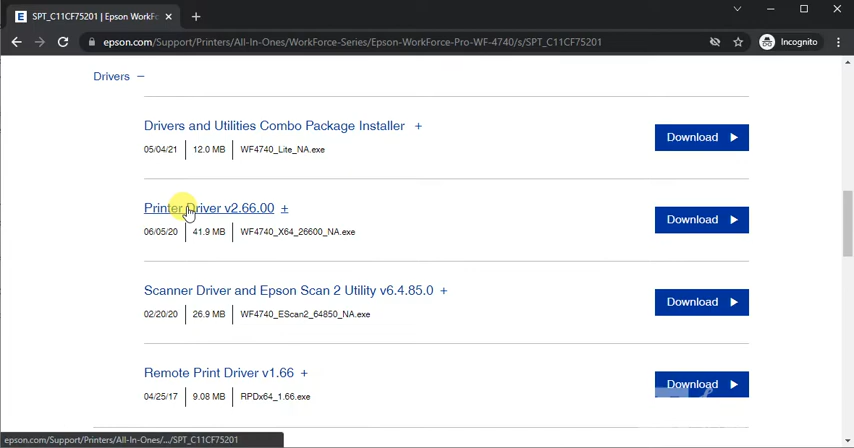 SPT_C11CF75201 | Epson WorkF
epson.com/Support/Printers/All-In-Ones/WorkForce-Series/Epson-WorkForce-Pro-WF-4740/s/SPT_C11CF75201
Incognito
Drivers −
Drivers and Utilities Combo Package Installer +
05/04/21 12.0 MB WF4740_Lite_NA.exe
Download
Printer Driver v2.66.00 +
06/05/20 41.9 MB WF4740_X64_26600_NA.exe
Download
Scanner Driver and Epson Scan 2 Utility v6.4.85.0 +
02/20/20 26.9 MB WF4740_EScan2_64850_NA.exe
Download
Remote Print Driver v1.66 +
04/25/17 9.08 MB RPDx64_1.66.exe
Download
epson.com/Support/Printers/All-In-Ones/.../SPT_C11CF75201